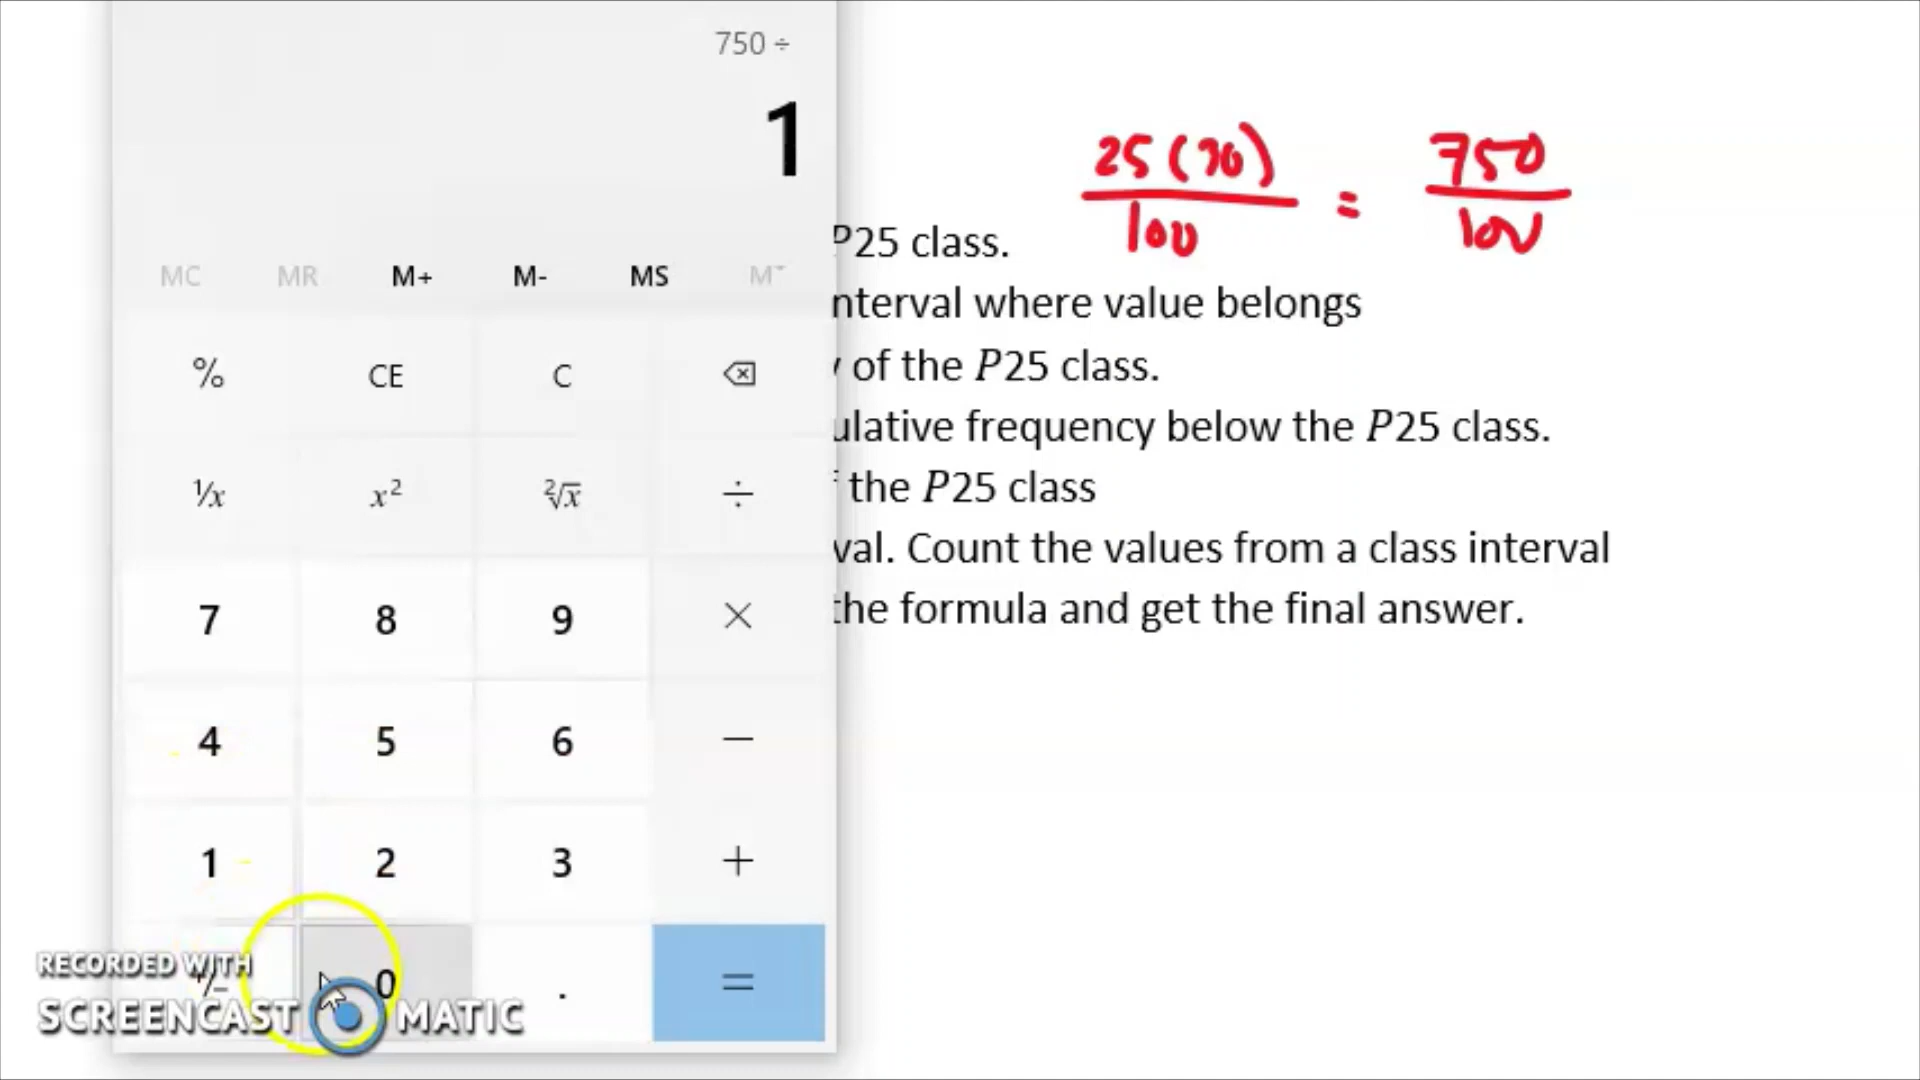 750 ÷
1
25 (30)
100
=
750
100
P25 class.
MC MR M+ M- MS M
nterval where value belongs
of the P25 class.
% CE C
ulative frequency below the P25 class.
the P25 class
¹/x x² ²√x ÷
val. Count the values from a class interval
the formula and get the final answer.
7 8 9 ×
4 5 6 −
1 2 3 +
+/- 0 . =
RECORDED WITH
SCREENCAST MATIC